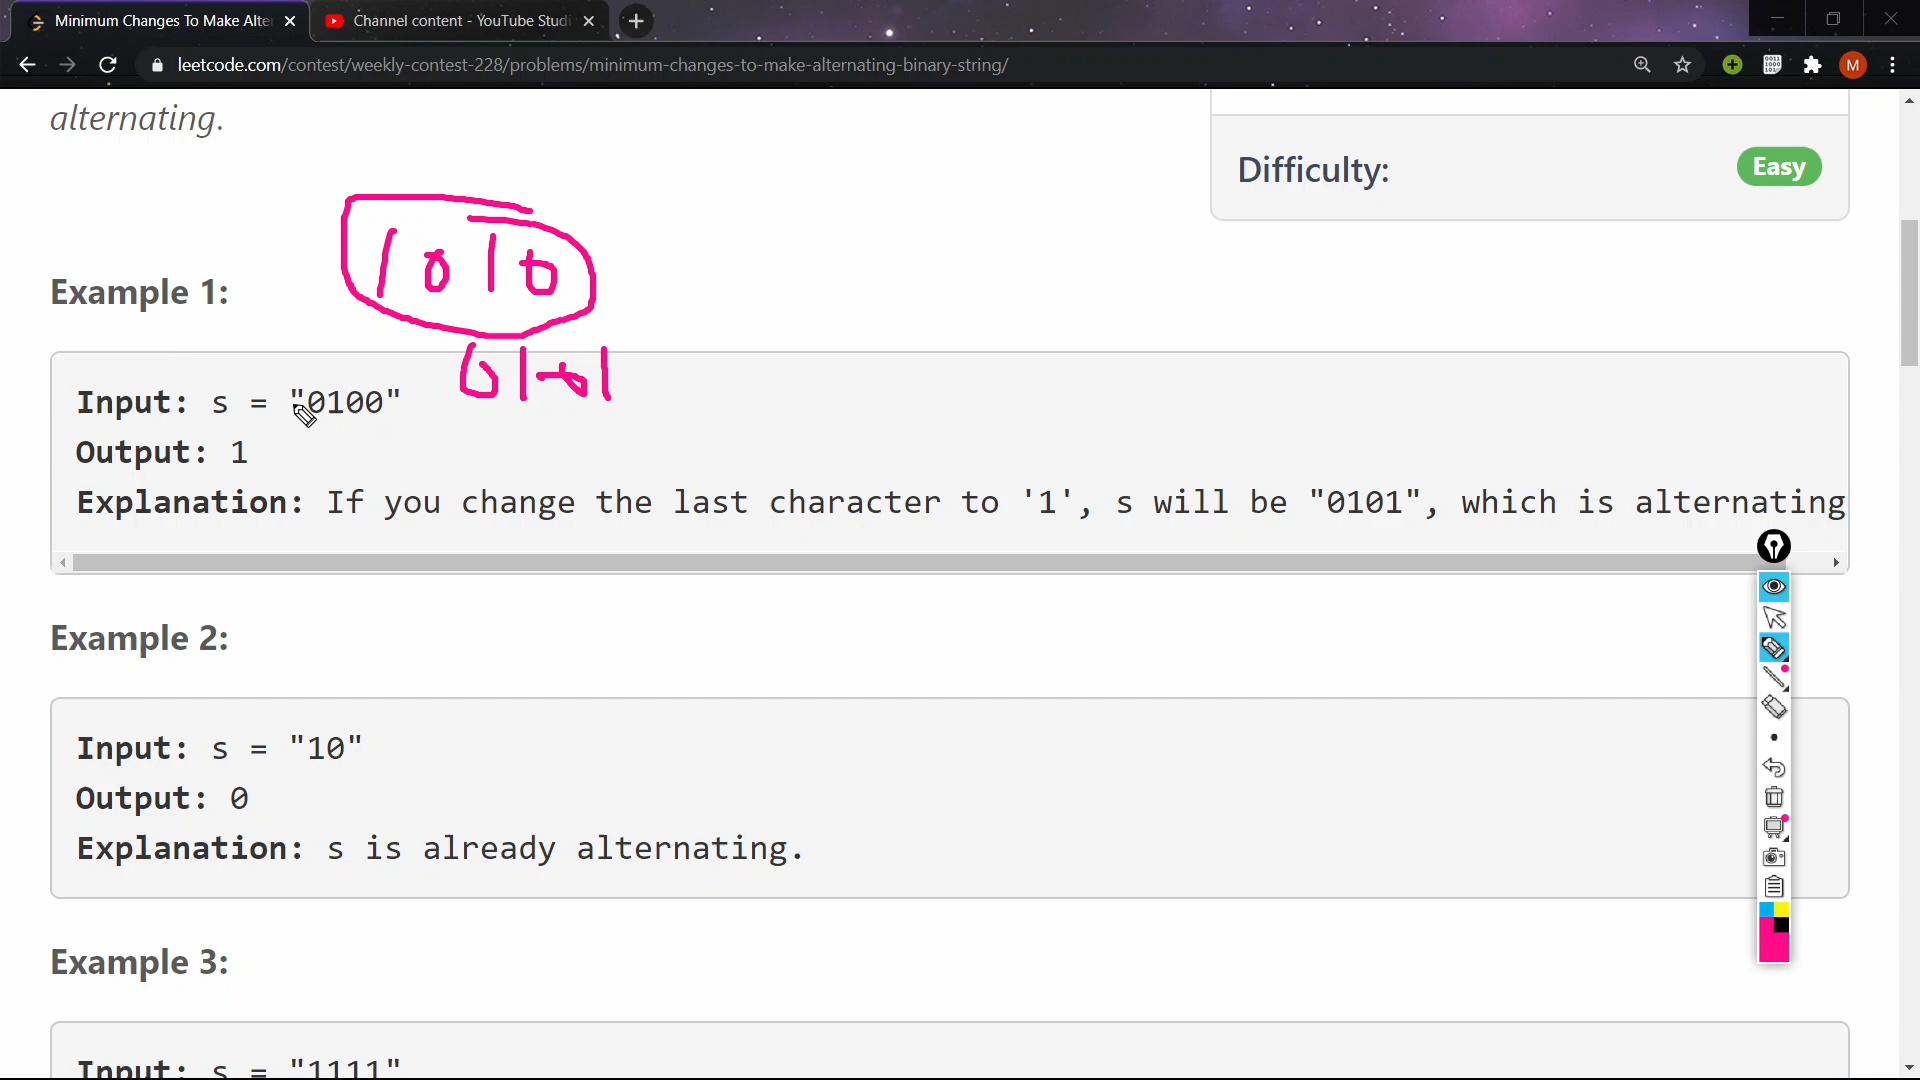 Minimum Changes To Make Alte
Channel content - YouTube Studi
leetcode.com/contest/weekly-contest-228/problems/minimum-changes-to-make-alternating-binary-string/
M
alternating.
Difficulty:
Easy
1010
Example 1:
0101
Input: s = "0100"
Output: 1
Explanation: If you change the last character to '1', s will be "0101", which is alternating
Example 2:
Input: s = "10"
Output: 0
Explanation: s is already alternating.
Example 3:
Input: s = "1111"